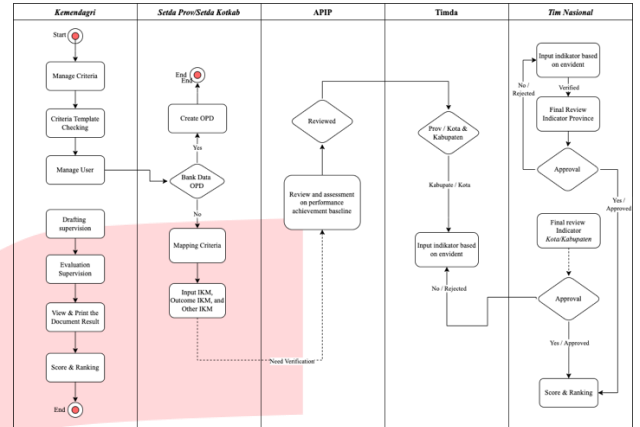 Kemendagri
Setda Prov/Setda Kotkab
APIP
Timda
Tim Nasional
Start
Manage Criteria
Criteria Template
Checking
Manage User
Drafting
supervision
Evaluation
Supervision
View & Print the
Document Result
Score & Ranking
End
End
End
Create OPD
Yes
Bank Data
OPD
No
Mapping Criteria
Input IKM,
Outcome IKM, and
Other IKM
Need Verification
Reviewed
Review and assessment
on performance
achievement baseline
Prov / Kota &
Kabupaten
Kabupate / Kota
Input indikator based
on envident
No / Rejected
Input indikator based
on envident
No /
Rejected
Verified
Final Review
Indicator Province
Approval
Yes /
Approved
Final review
Indicator
Kota/Kabupaten
Approval
Yes / Approved
Score & Ranking